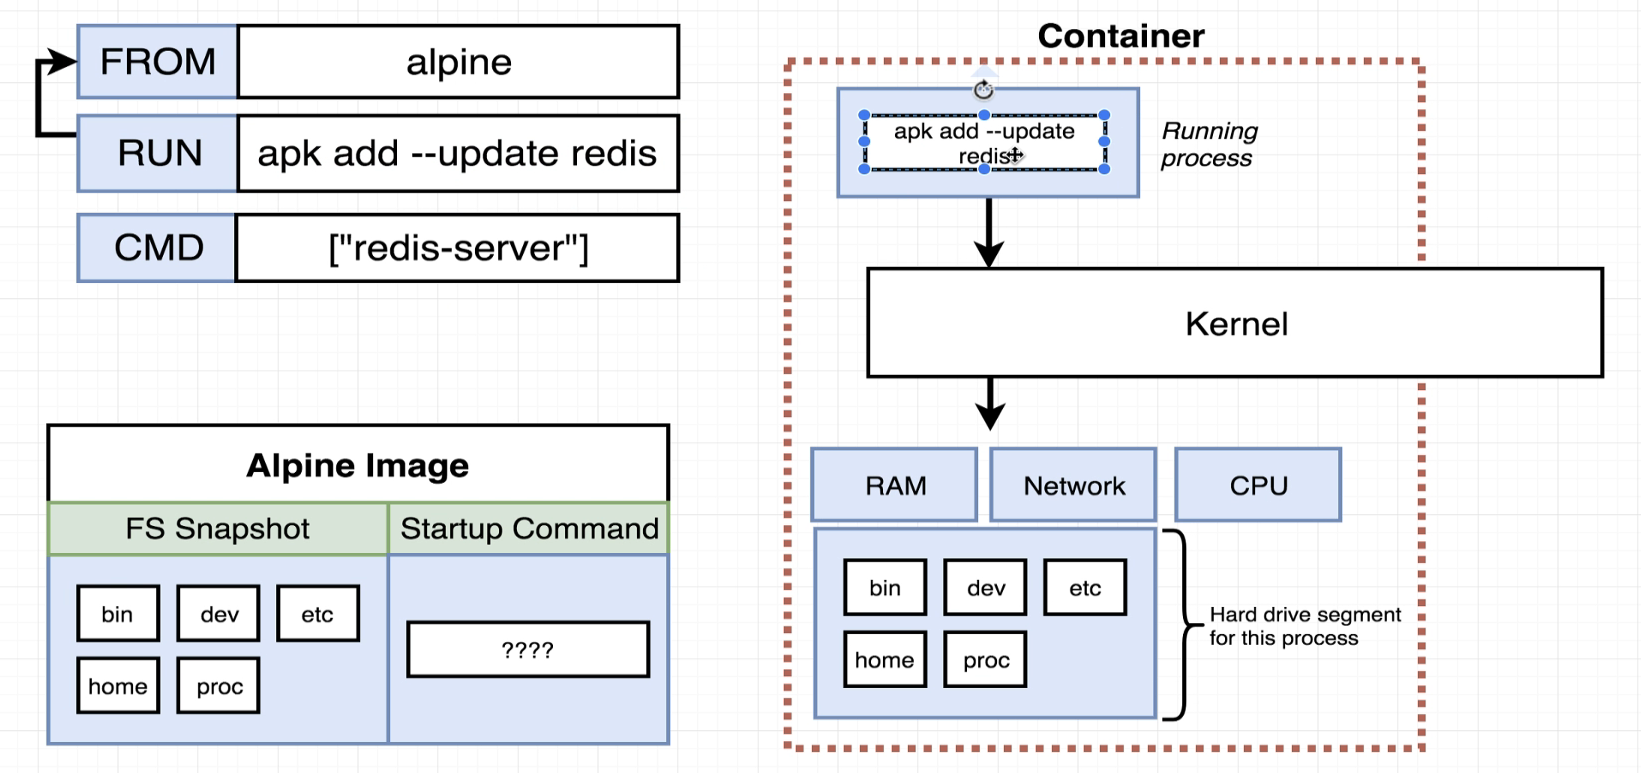 FROM alpine
RUN apk add --update redis
CMD ["redis-server"]
Alpine Image
FS Snapshot Startup Command
bin dev etc
home proc
????
Container
apk add --update
redis
Running
process
Kernel
RAM Network CPU
bin dev etc
home proc
Hard drive segment
for this process